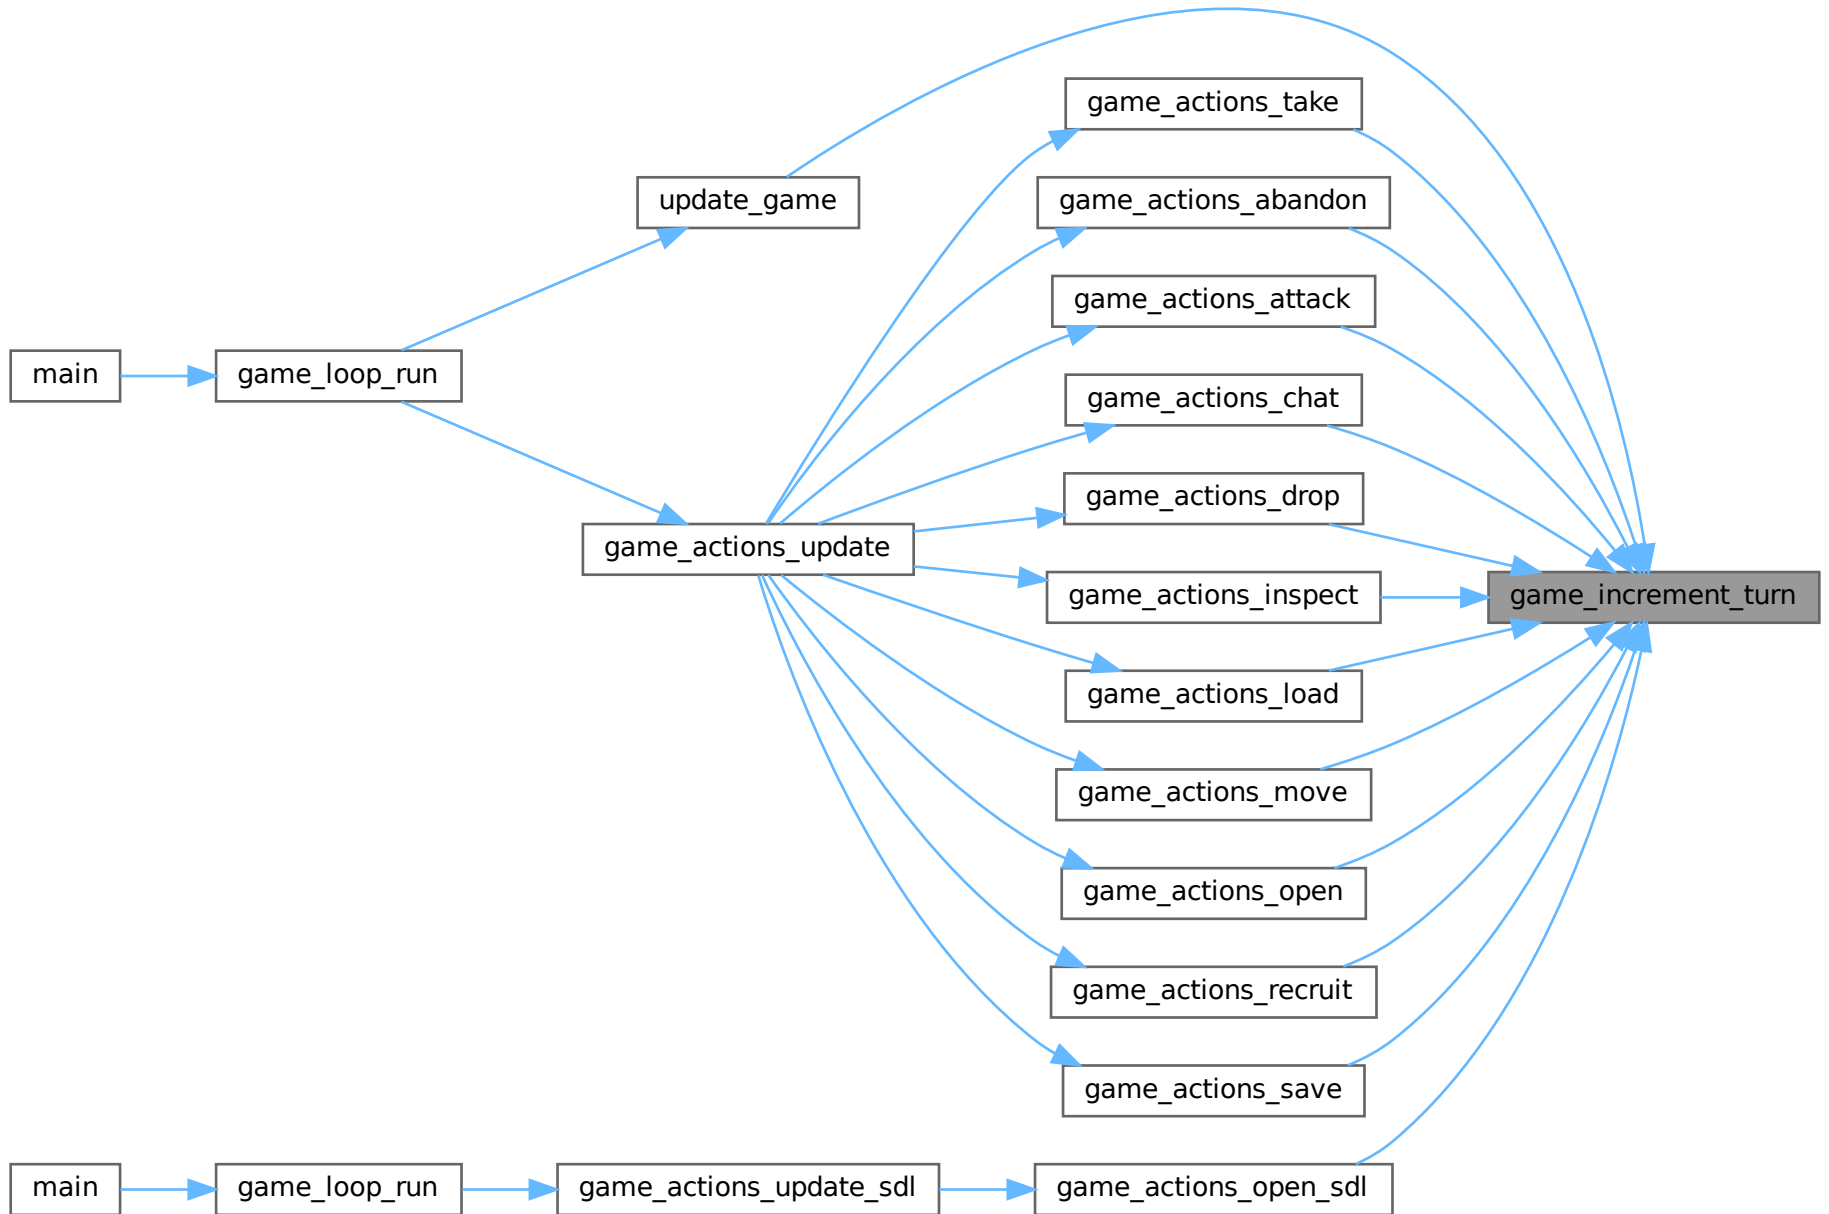 game_actions_take
update_game
game_actions_abandon
game_actions_attack
main
game_loop_run
game_actions_chat
game_actions_drop
game_actions_update
game_actions_inspect
game_increment_turn
game_actions_load
game_actions_move
game_actions_open
game_actions_recruit
game_actions_save
main
game_loop_run
game_actions_update_sdl
game_actions_open_sdl